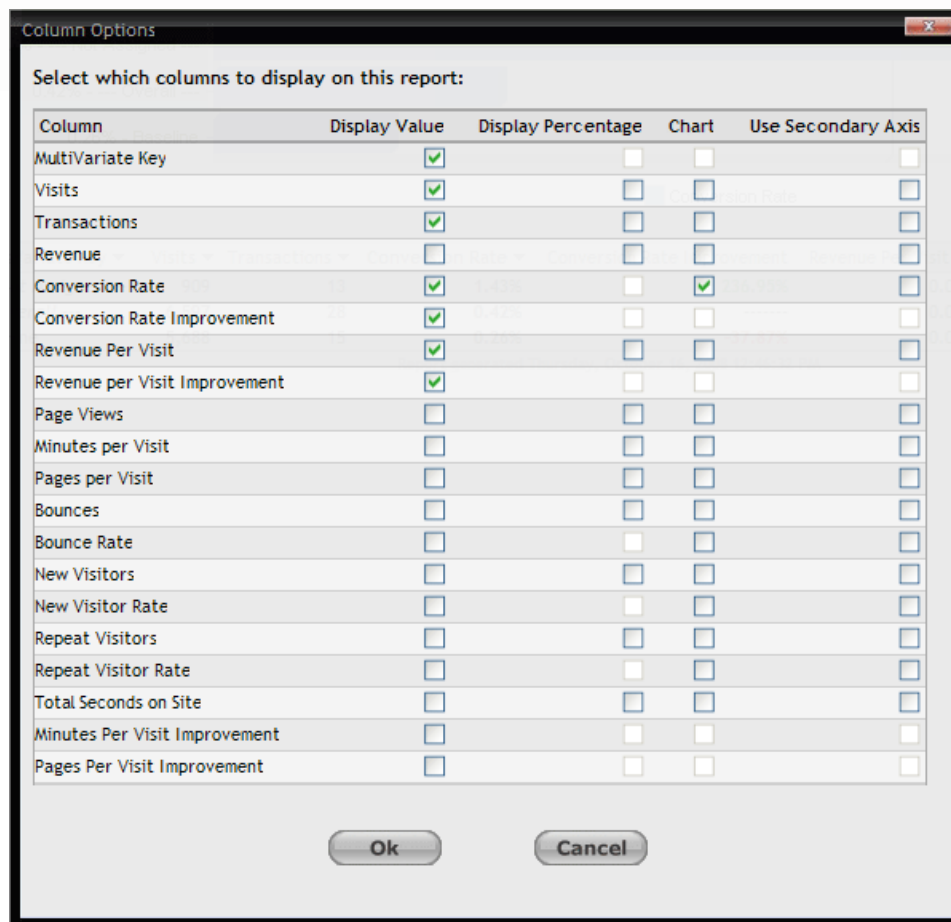 Column Options
Select which columns to display on this report:
Column Display Value Display Percentage Chart Use Secondary Axis
MultiVariate Key
Visits
Transactions
Revenue
Conversion Rate
Conversion Rate Improvement
Revenue Per Visit
Revenue per Visit Improvement
Page Views
Minutes per Visit
Pages per Visit
Bounces
Bounce Rate
New Visitors
New Visitor Rate
Repeat Visitors
Repeat Visitor Rate
Total Seconds on Site
Minutes Per Visit Improvement
Pages Per Visit Improvement
Ok Cancel